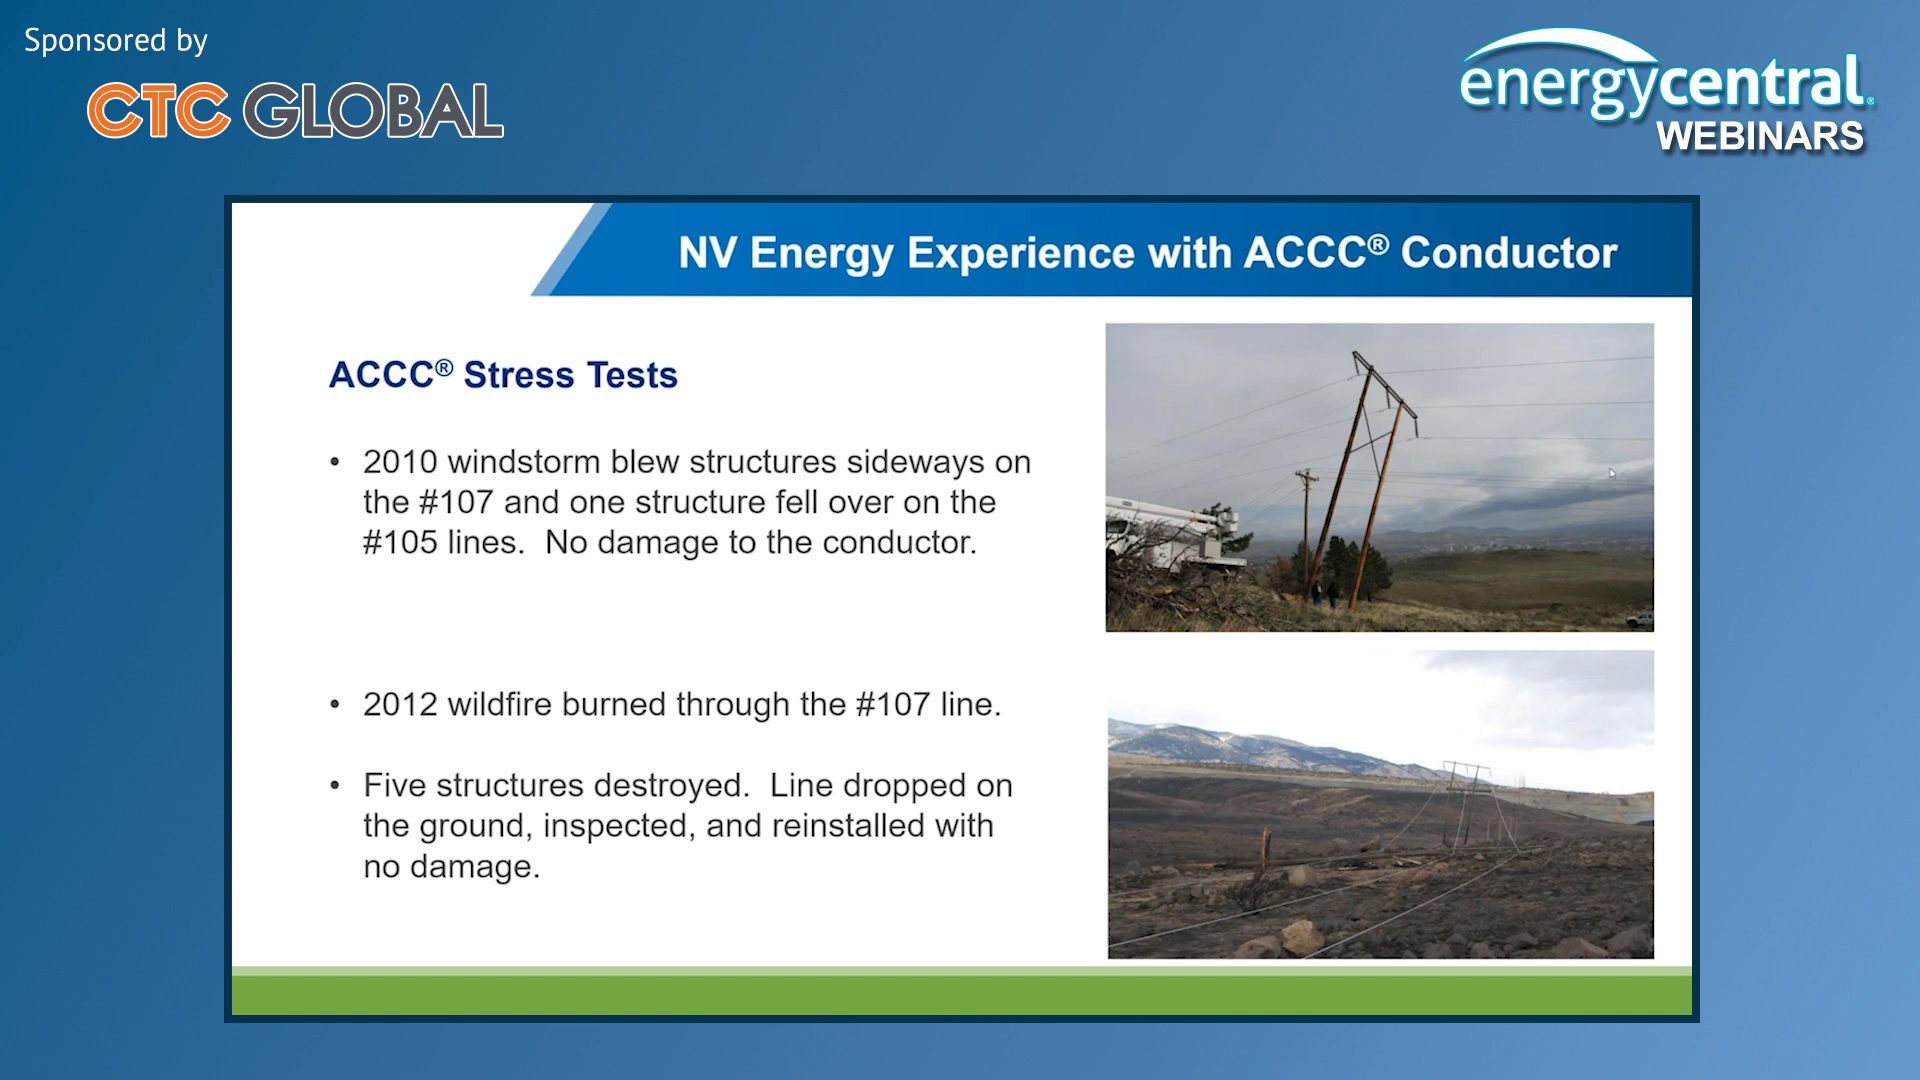 Sponsored by
CTC GLOBAL
energycentral®
WEBINARS
NV Energy Experience with ACCC® Conductor
ACCC® Stress Tests
• 2010 windstorm blew structures sideways on
the #107 and one structure fell over on the
#105 lines.  No damage to the conductor.
• 2012 wildfire burned through the #107 line.
• Five structures destroyed.  Line dropped on
the ground, inspected, and reinstalled with
no damage.